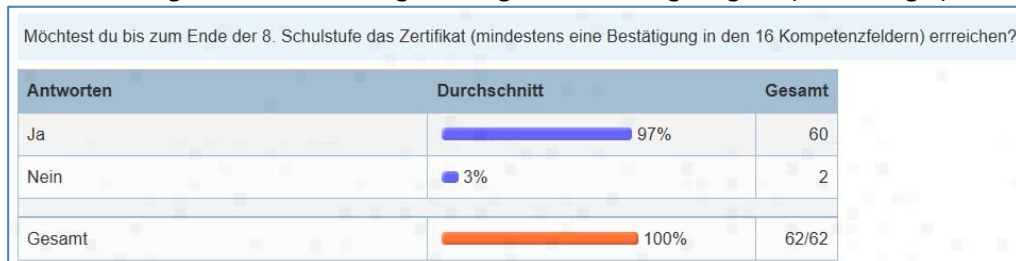 Möchtest du bis zum Ende der 8. Schulstufe das Zertifikat (mindestens eine Bestätigung in den 16 Kompetenzfeldern) errreichen?
Antworten Durchschnitt Gesamt
Ja 97% 60
Nein 3% 2
Gesamt 100% 62/62